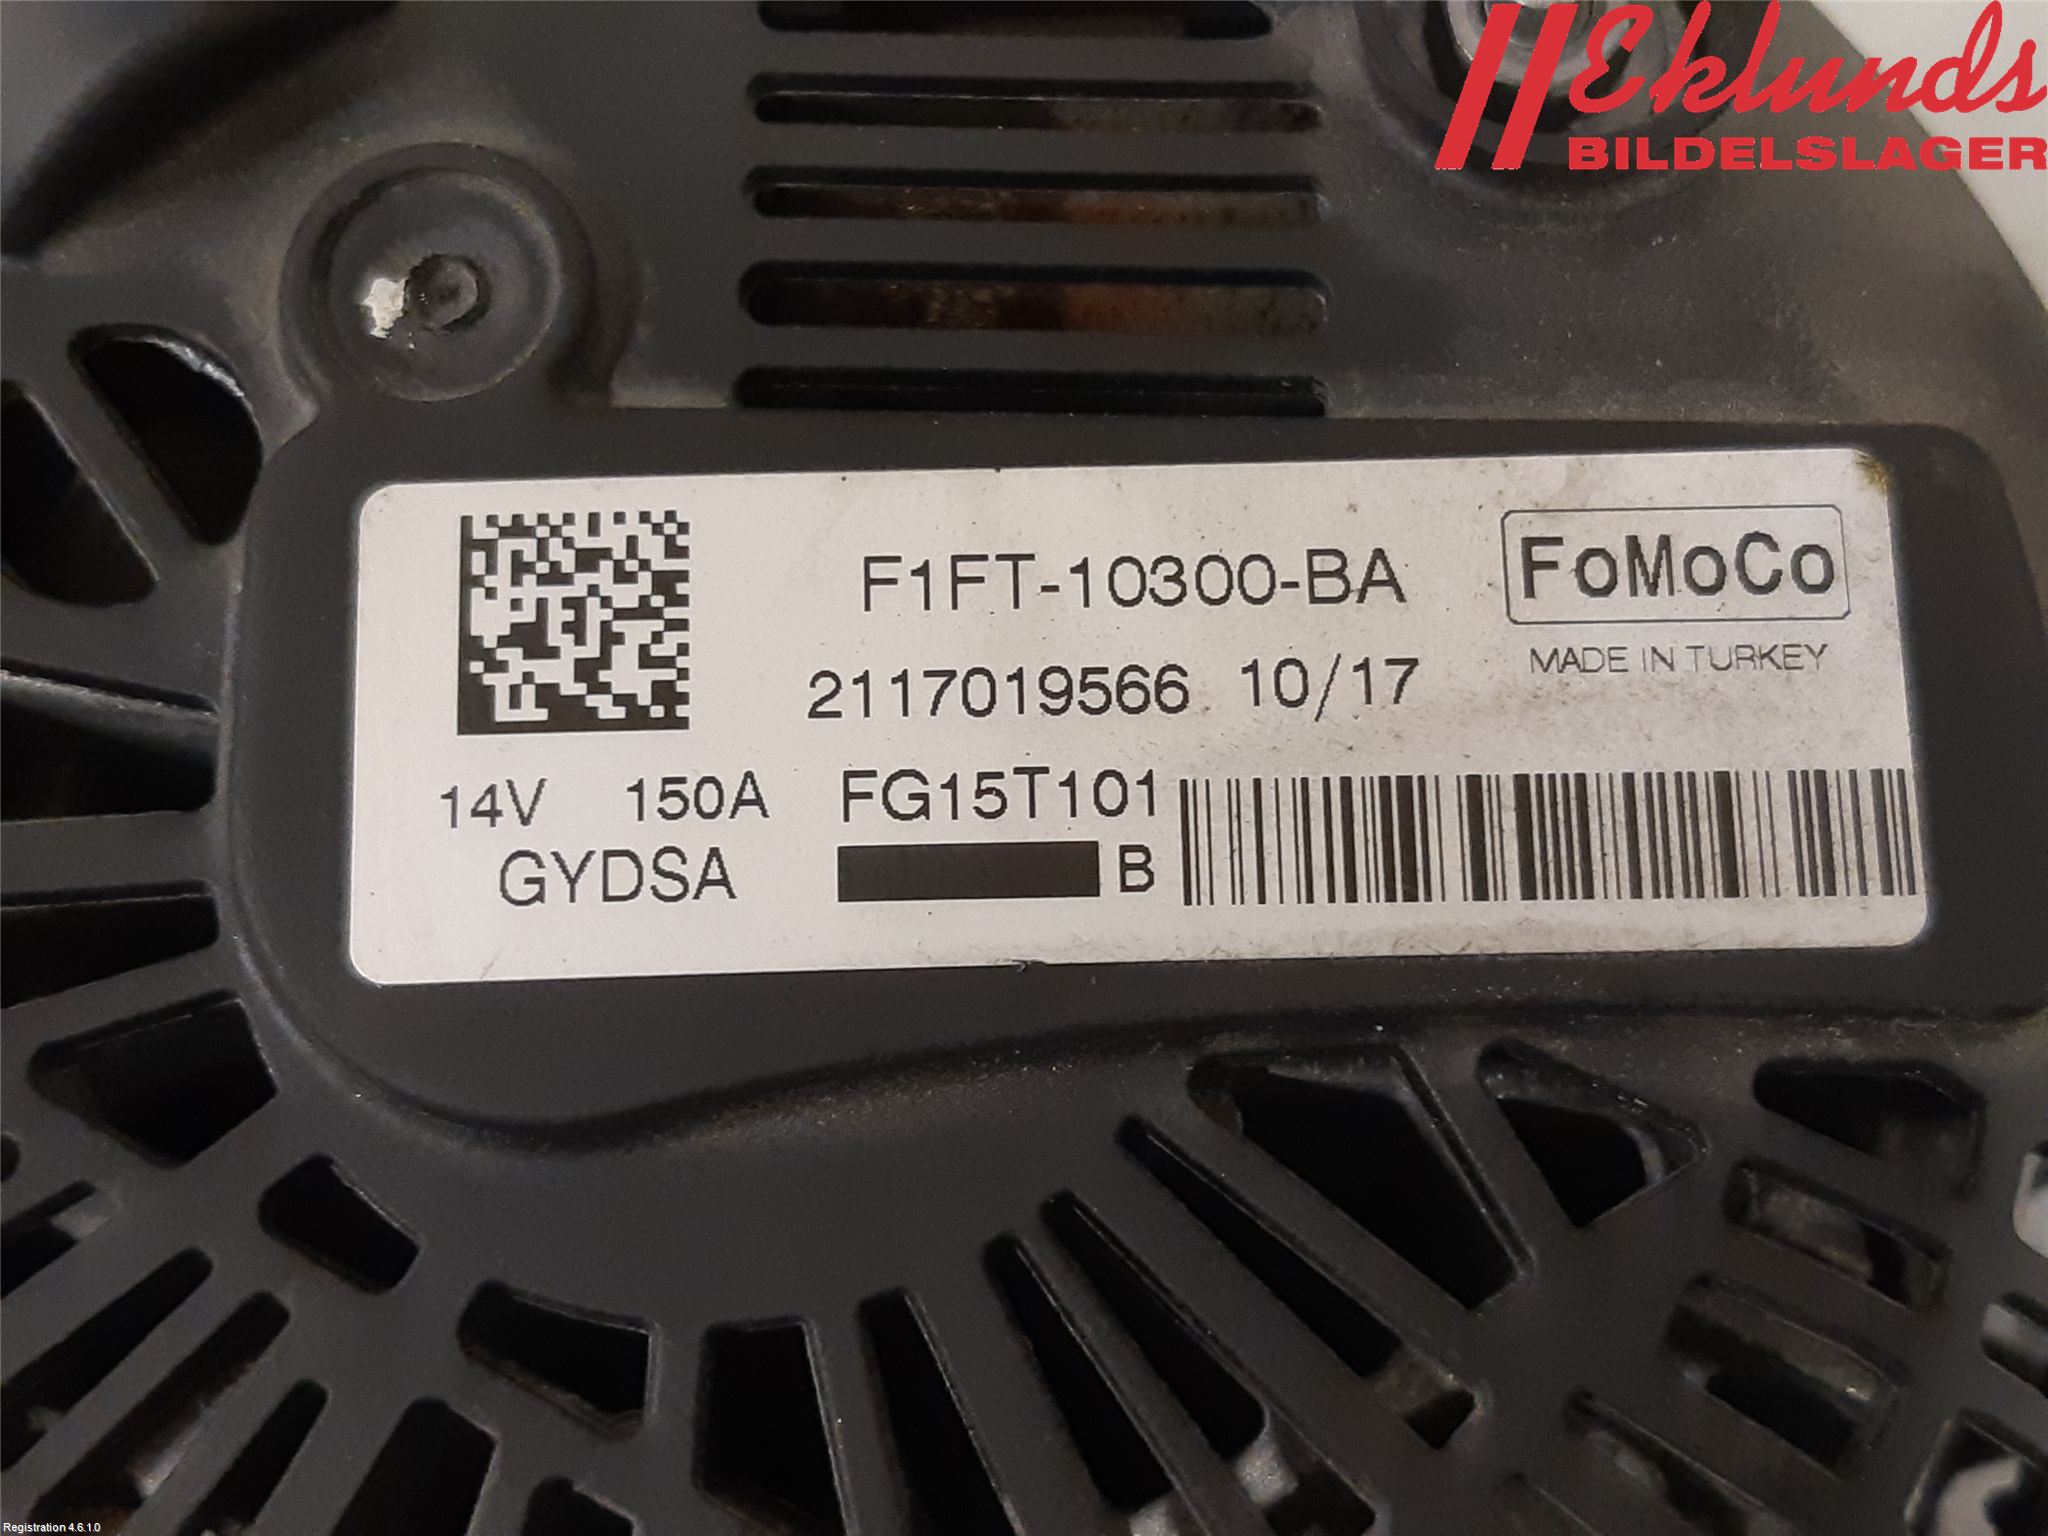 Eklunds
BILDELSLAGER
F1FT-10300-BA
FoMoCo
MADE IN TURKEY
2117019566 10/17
14V 150A FG15T101
GYDSA B
Registration 4.6.1.0